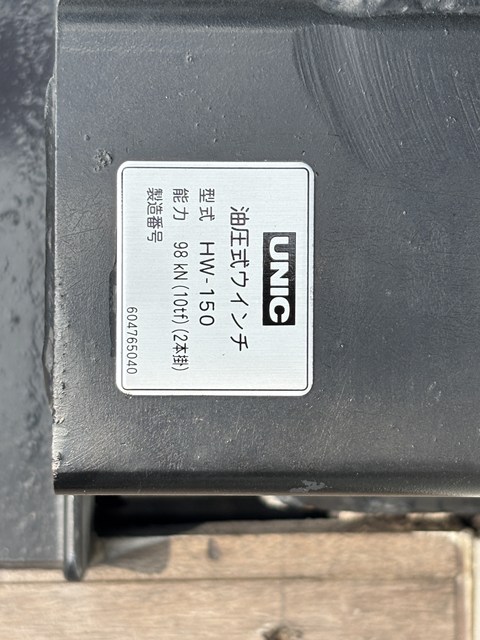 UNIC
油圧式ウインチ
型式 HW-150
能力 98 kN (10tf) (2本掛)
製造番号
604765040